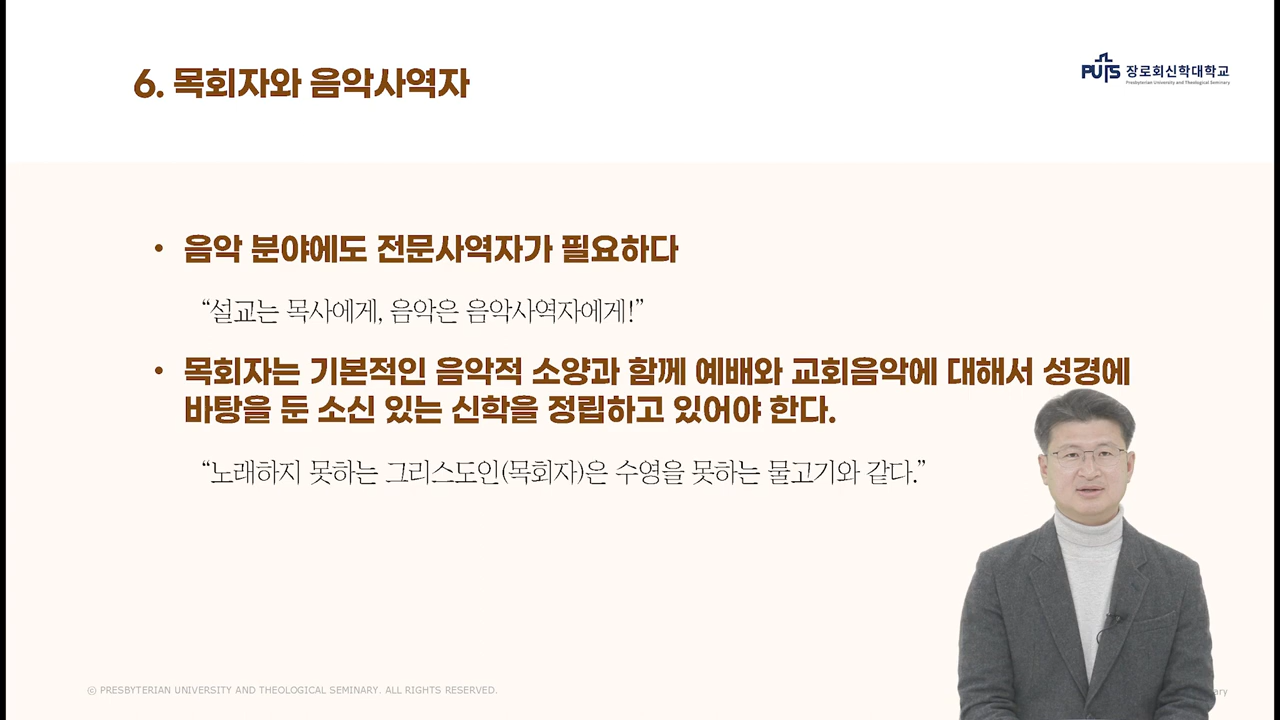 6. 목회자와 음악사역자
PUTS 장로회신학대학교
Presbyterian University and Theological Seminary
• 음악 분야에도 전문사역자가 필요하다
“설교는 목사에게, 음악은 음악사역자에게!”
• 목회자는 기본적인 음악적 소양과 함께 예배와 교회음악에 대해서 성경에
바탕을 둔 소신 있는 신학을 정립하고 있어야 한다.
“노래하지 못하는 그리스도인(목회자)은 수영을 못하는 물고기와 같다.”
© PRESBYTERIAN UNIVERSITY AND THEOLOGICAL SEMINARY. ALL RIGHTS RESERVED.